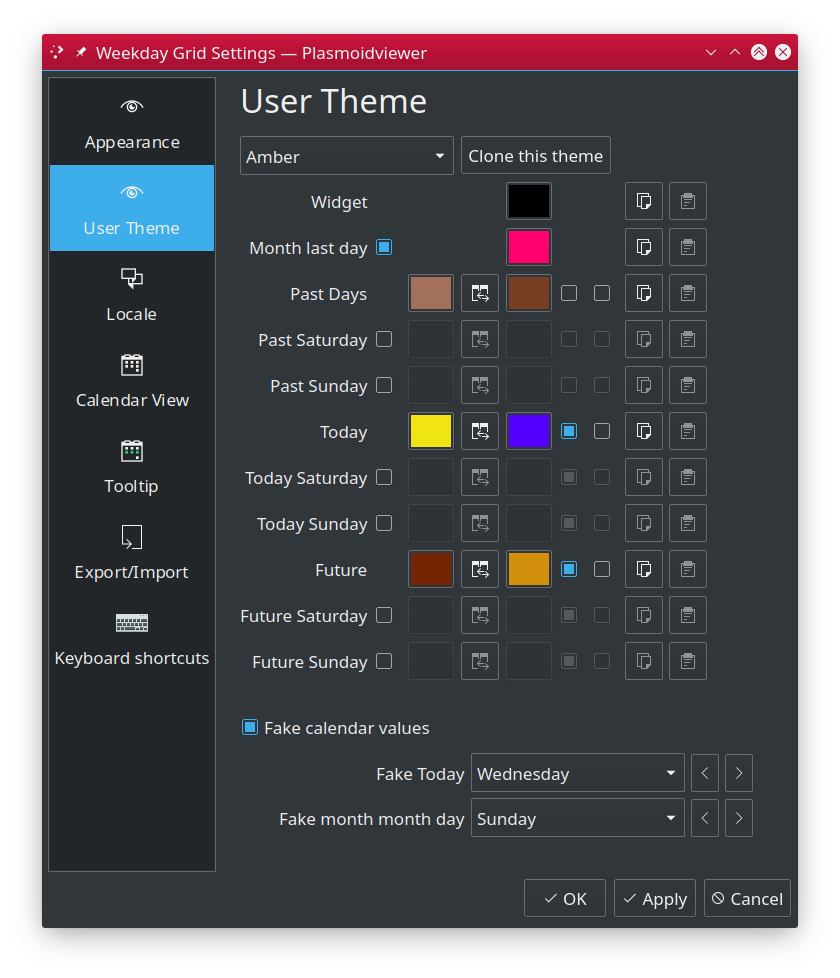 Weekday Grid Settings — Plasmoidviewer
Appearance
User Theme
Locale
Calendar View
Tooltip
Export/Import
Keyboard shortcuts
User Theme
Amber
Clone this theme
Widget
Month last day
Past Days
Past Saturday
Past Sunday
Today
Today Saturday
Today Sunday
Future
Future Saturday
Future Sunday
Fake calendar values
Fake Today
Wednesday
Fake month month day
Sunday
OK
Apply
Cancel